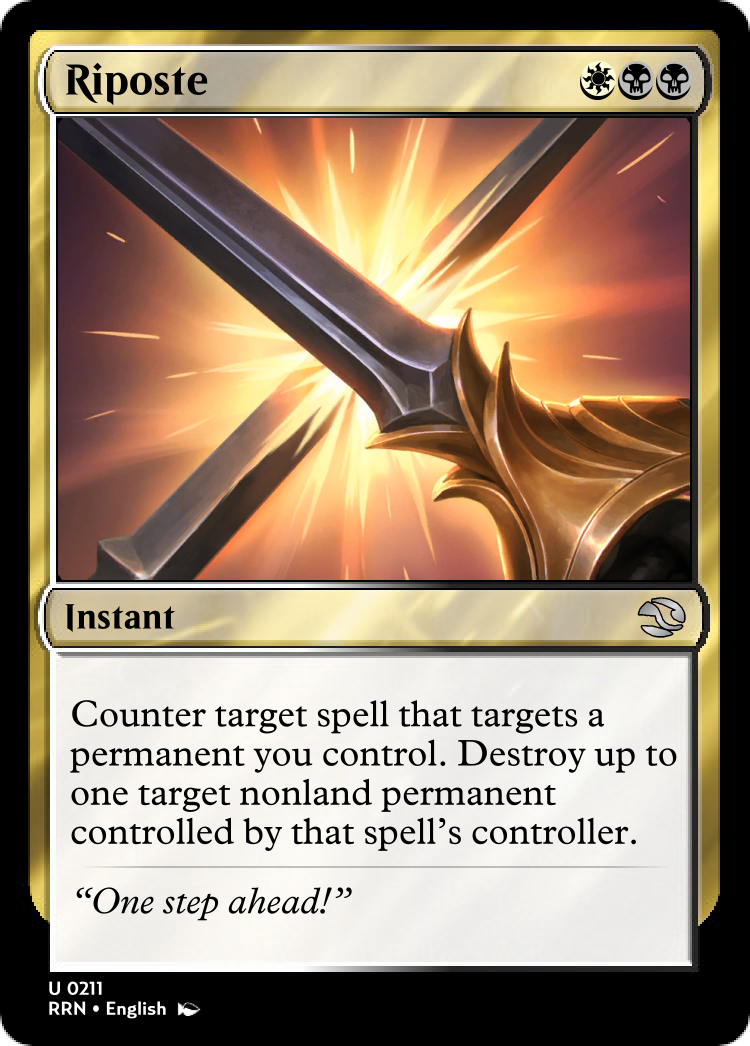 Riposte
Instant
Counter target spell that targets a
permanent you control. Destroy up to
one target nonland permanent
controlled by that spell’s controller.
“One step ahead!”
U 0211
RRN • English